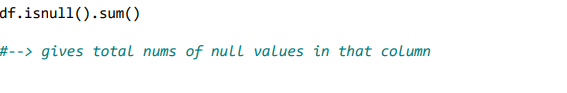 df.isnull().sum()
#--> gives total nums of null values in that column